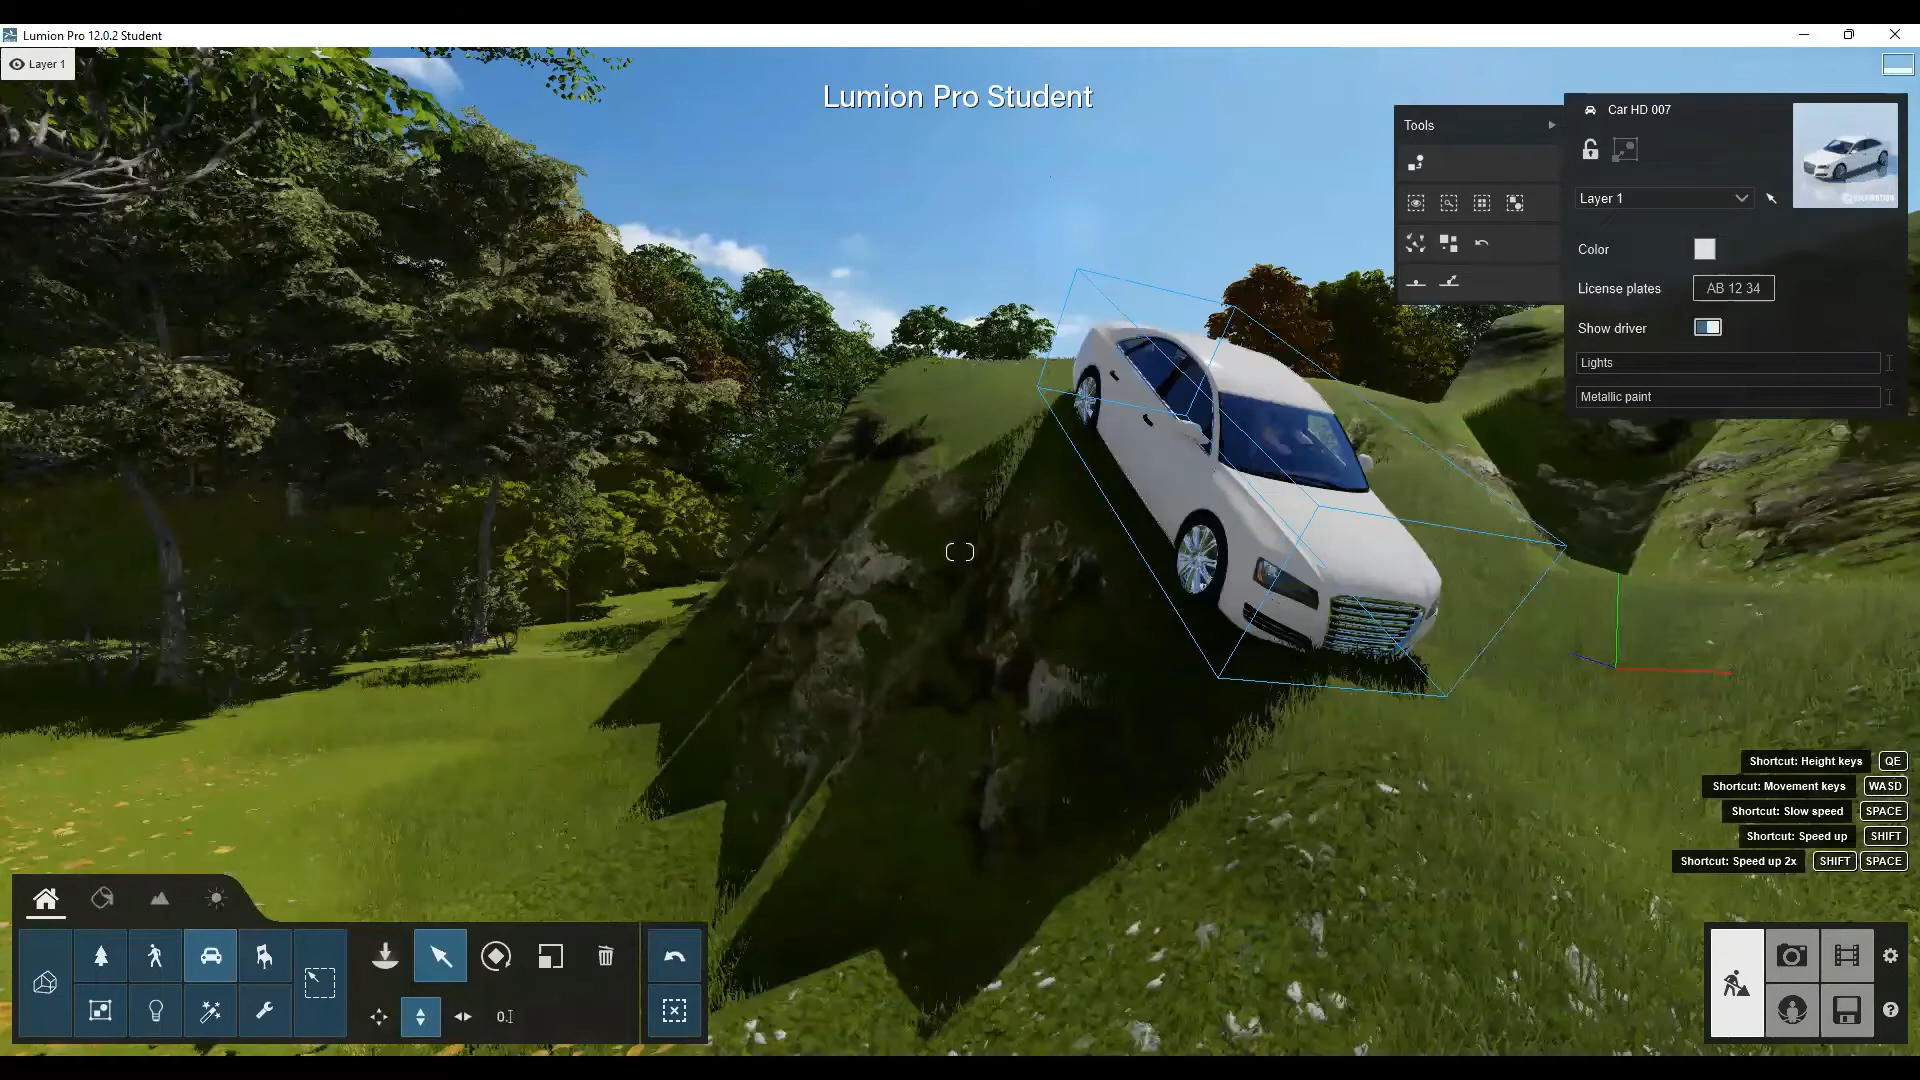 Lumion Pro 12.0.2 Student
Layer 1
Lumion Pro Student
Tools
Car HD 007
Layer 1
Color
License plates
AB 12 34
Show driver
Lights
Metallic paint
Shortcut: Height keys QE
Shortcut: Movement keys WASD
Shortcut: Slow speed SPACE
Shortcut: Speed up SHIFT
Shortcut: Speed up 2x SHIFT SPACE
?